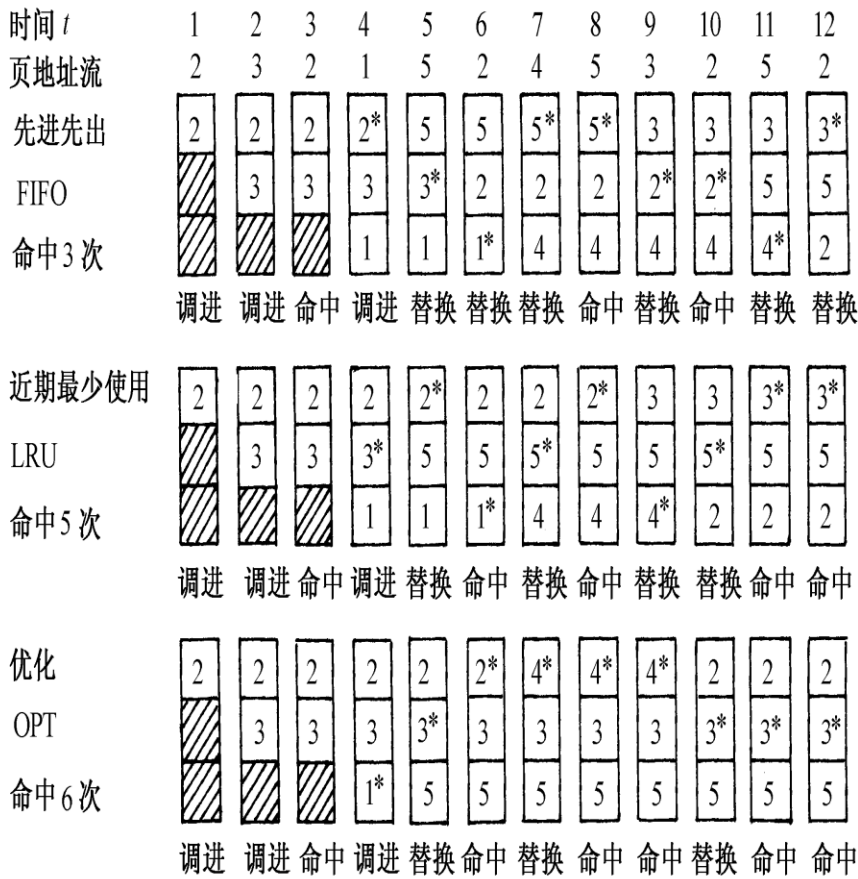 时间 t 1 2 3 4 5 6 7 8 9 10 11 12
页地址流 2 3 2 1 5 2 4 5 3 2 5 2
先进先出 2 2 2 2* 5 5 5* 5* 3 3 3 3*
FIFO 3 3 3 3* 2 2 2 2* 2* 5 5
命中3次 1 1 1* 4 4 4 4 4* 2
调进 调进 命中 调进 替换 替换 替换 命中 替换 命中 替换 替换
近期最少使用 2 2 2 2 2* 2 2 2* 3 3 3* 3*
LRU 3 3 3* 5 5 5* 5 5 5* 5 5
命中5次 1 1 1* 4 4 4* 2 2 2
调进 调进 命中 调进 替换 命中 替换 命中 替换 替换 命中 命中
优化 2 2 2 2 2 2* 4* 4* 4* 2 2 2
OPT 3 3 3 3* 3 3 3 3 3* 3* 3*
命中6次 1* 5 5 5 5 5 5 5 5
调进 调进 命中 调进 替换 命中 替换 命中 命中 替换 命中 命中